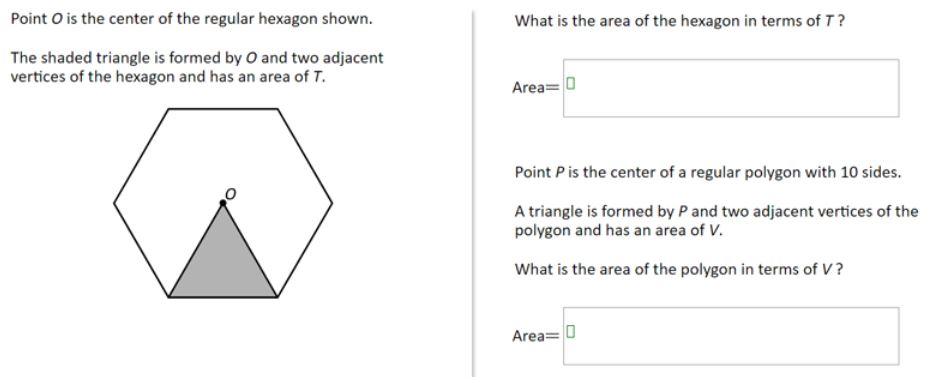 Point O is the center of the regular hexagon shown.
The shaded triangle is formed by O and two adjacent
vertices of the hexagon and has an area of T.
O
What is the area of the hexagon in terms of T?
Area=
Point P is the center of a regular polygon with 10 sides.
A triangle is formed by P and two adjacent vertices of the
polygon and has an area of V.
What is the area of the polygon in terms of V?
Area=